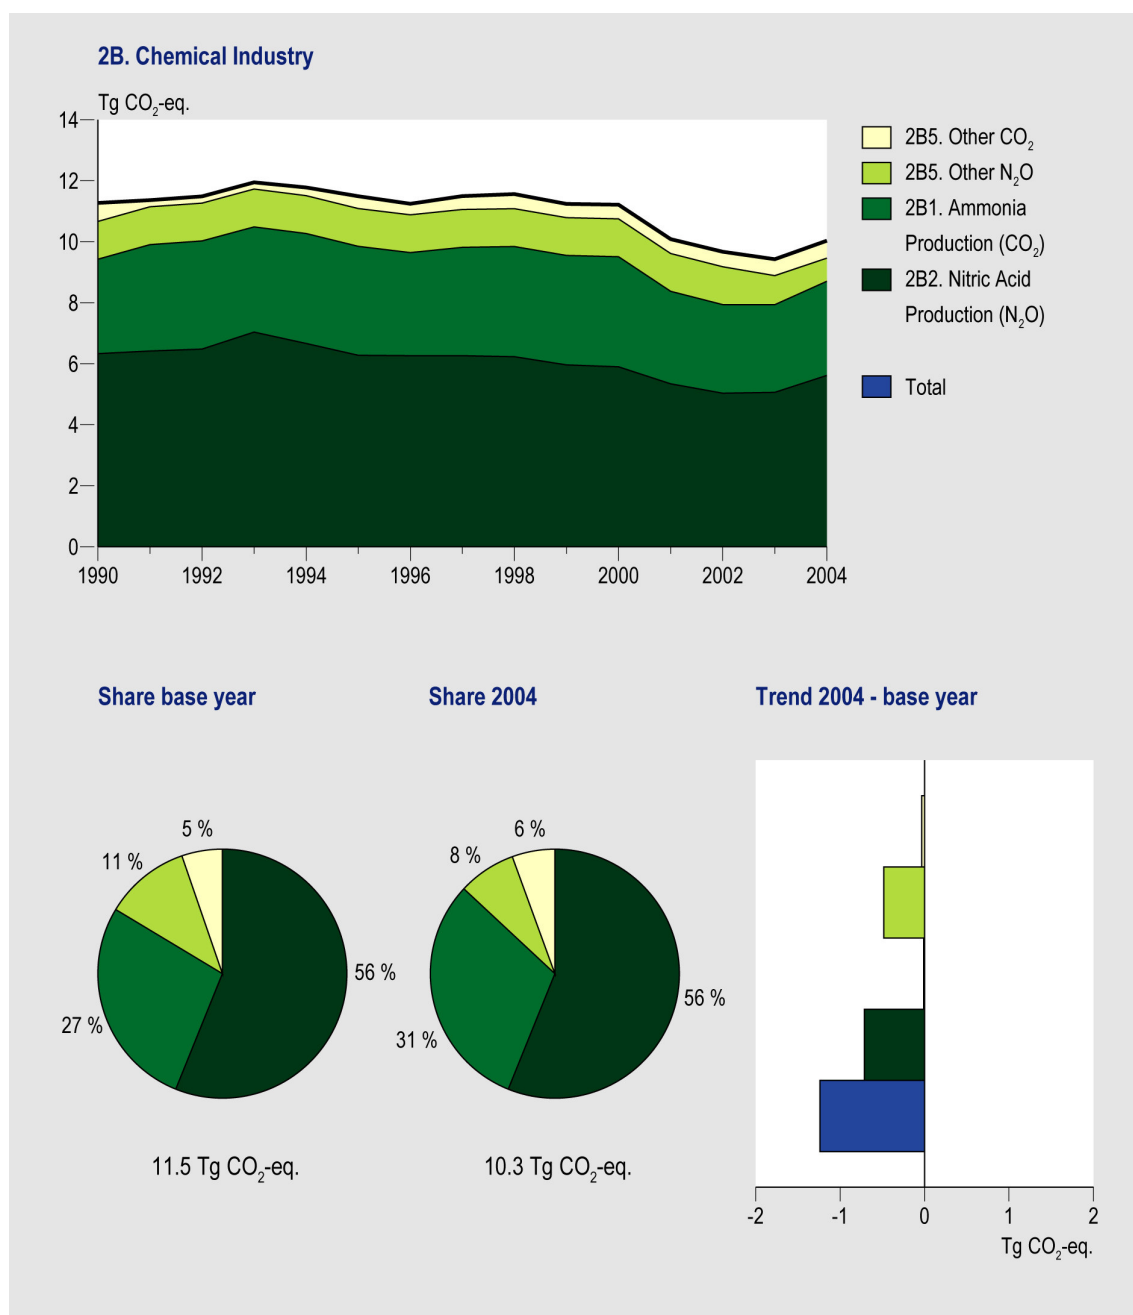 2B. Chemical Industry
Tg CO₂-eq.
14
12
10
8
6
4
2
0
1990 1992 1994 1996 1998 2000 2002 2004
2B5. Other CO₂
2B5. Other N₂O
2B1. Ammonia
Production (CO₂)
2B2. Nitric Acid
Production (N₂O)
Total
Share base year
5 %
11 %
56 %
27 %
11.5 Tg CO₂-eq.
Share 2004
6 %
8 %
56 %
31 %
10.3 Tg CO₂-eq.
Trend 2004 - base year
-2 -1 0 1 2
Tg CO₂-eq.